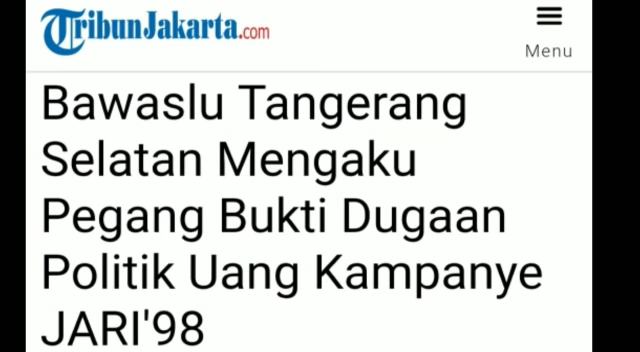 TribunJakarta.com
Menu
Bawaslu Tangerang
Selatan Mengaku
Pegang Bukti Dugaan
Politik Uang Kampanye
JARI'98